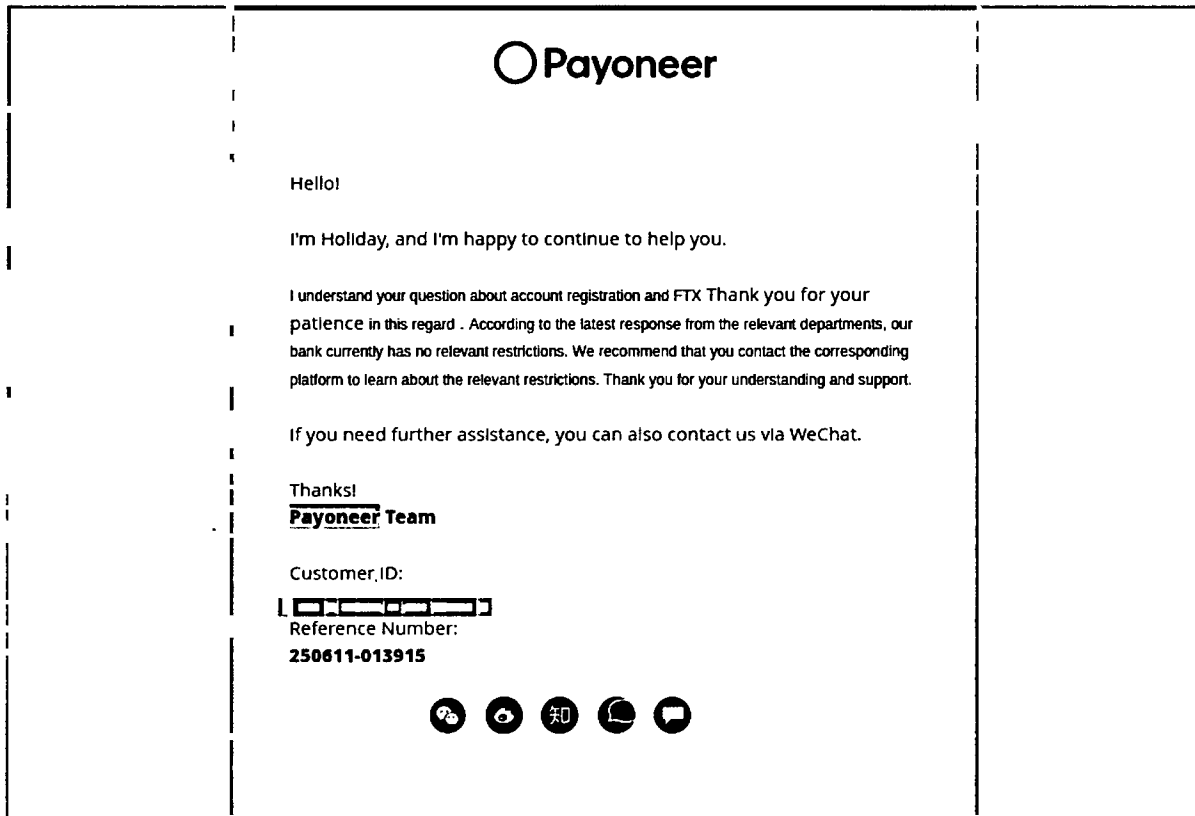 Payoneer
Hello!
I'm Holiday, and I'm happy to continue to help you.
I understand your question about account registration and FTX Thank you for your
patience in this regard . According to the latest response from the relevant departments, our
bank currently has no relevant restrictions. We recommend that you contact the corresponding
platform to learn about the relevant restrictions. Thank you for your understanding and support.
If you need further assistance, you can also contact us via WeChat.
Thanks!
Payoneer Team
Customer ID:
Reference Number:
250611-013915
知